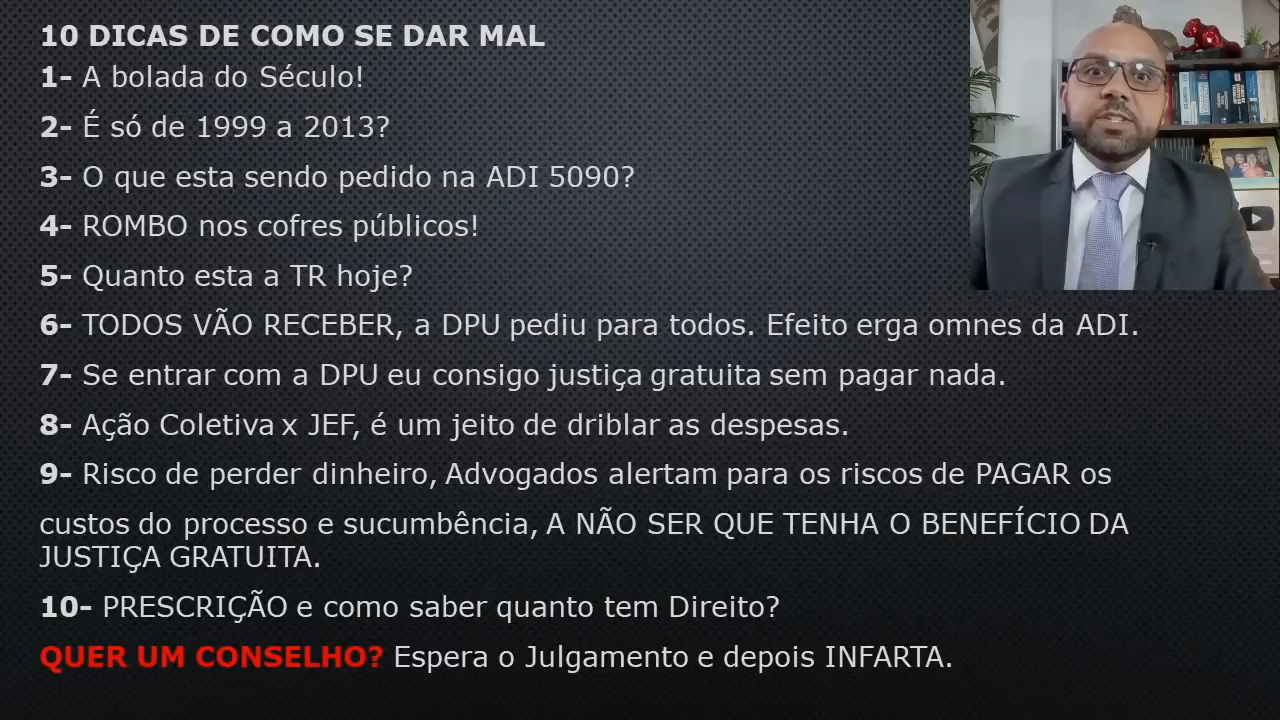 10 DICAS DE COMO SE DAR MAL
1- A bolada do Século!
2- É só de 1999 a 2013?
3- O que esta sendo pedido na ADI 5090?
4- ROMBO nos cofres públicos!
5- Quanto esta a TR hoje?
6- TODOS VÃO RECEBER, a DPU pediu para todos. Efeito erga omnes da ADI.
7- Se entrar com a DPU eu consigo justiça gratuita sem pagar nada.
8- Ação Coletiva x JEF, é um jeito de driblar as despesas.
9- Risco de perder dinheiro, Advogados alertam para os riscos de PAGAR os
custos do processo e sucumbência, A NÃO SER QUE TENHA O BENEFÍCIO DA
JUSTIÇA GRATUITA.
10- PRESCRIÇÃO e como saber quanto tem Direito?
QUER UM CONSELHO? Espera o Julgamento e depois INFARTA.